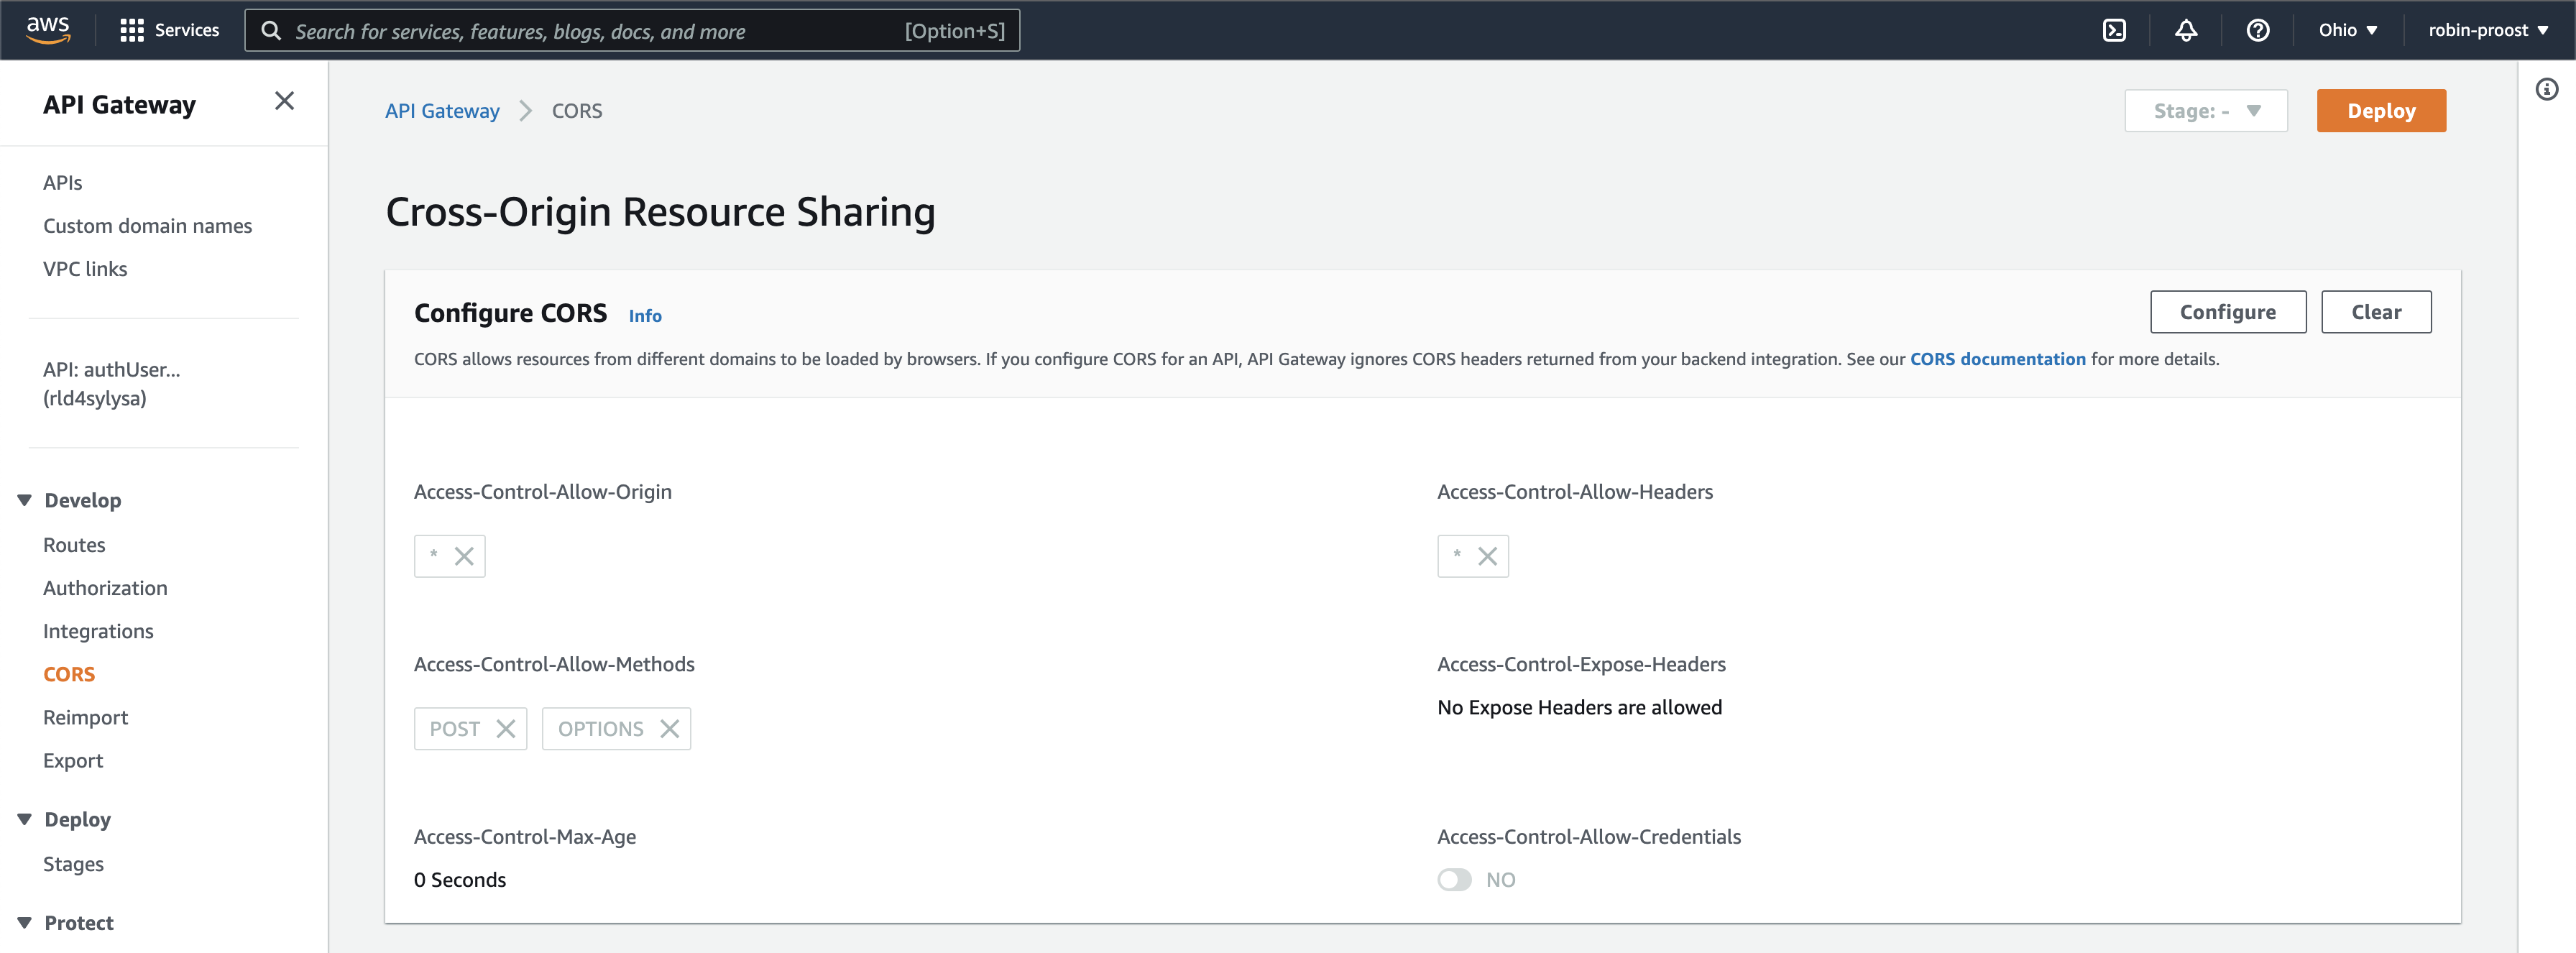 aws
Services
Search for services, features, blogs, docs, and more
[Option+S]
Ohio
robin-proost
API Gateway
APIs
Custom domain names
VPC links
API: authUser...
(rld4sylysa)
Develop
Routes
Authorization
Integrations
CORS
Reimport
Export
Deploy
Stages
Protect
API Gateway
CORS
Stage: -
Deploy
Cross-Origin Resource Sharing
Configure CORS Info
Configure
Clear
CORS allows resources from different domains to be loaded by browsers. If you configure CORS for an API, API Gateway ignores CORS headers returned from your backend integration. See our CORS documentation for more details.
Access-Control-Allow-Origin
*
Access-Control-Allow-Headers
*
Access-Control-Allow-Methods
POST
OPTIONS
Access-Control-Expose-Headers
No Expose Headers are allowed
Access-Control-Max-Age
0 Seconds
Access-Control-Allow-Credentials
NO